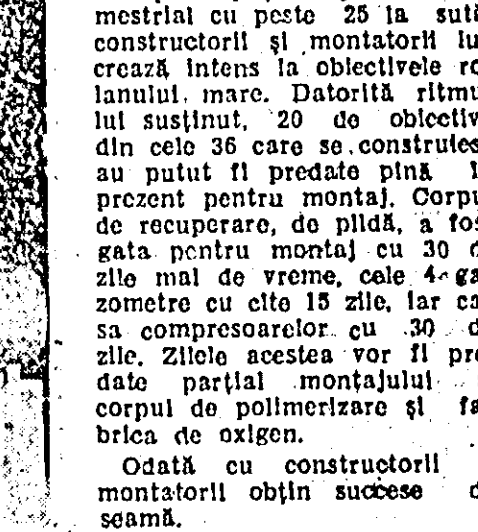 mestrial cu peste 25 la sută
constructorii și montatorii lu
crează intens la obiectivele ro
lanului mare. Datorită ritmu
lui susținut, 20 de obiectiv
din cele 36 care se construies
au putut fi predate pînă l
prezent pentru montaj. Corpu
de recuperare, de pildă, a fos
gata pentru montaj cu 30 d
zile mai de vreme, cele 4 ga
zometre cu cîte 15 zile, iar ca
sa compresoarelor cu 30 d
zile. Zilele acestea vor fi pre
date parțial montajului
corpul de polimerizare și fa
brica de oxigen.
Odată cu constructorii
montatorii obțin succese d
seamă.